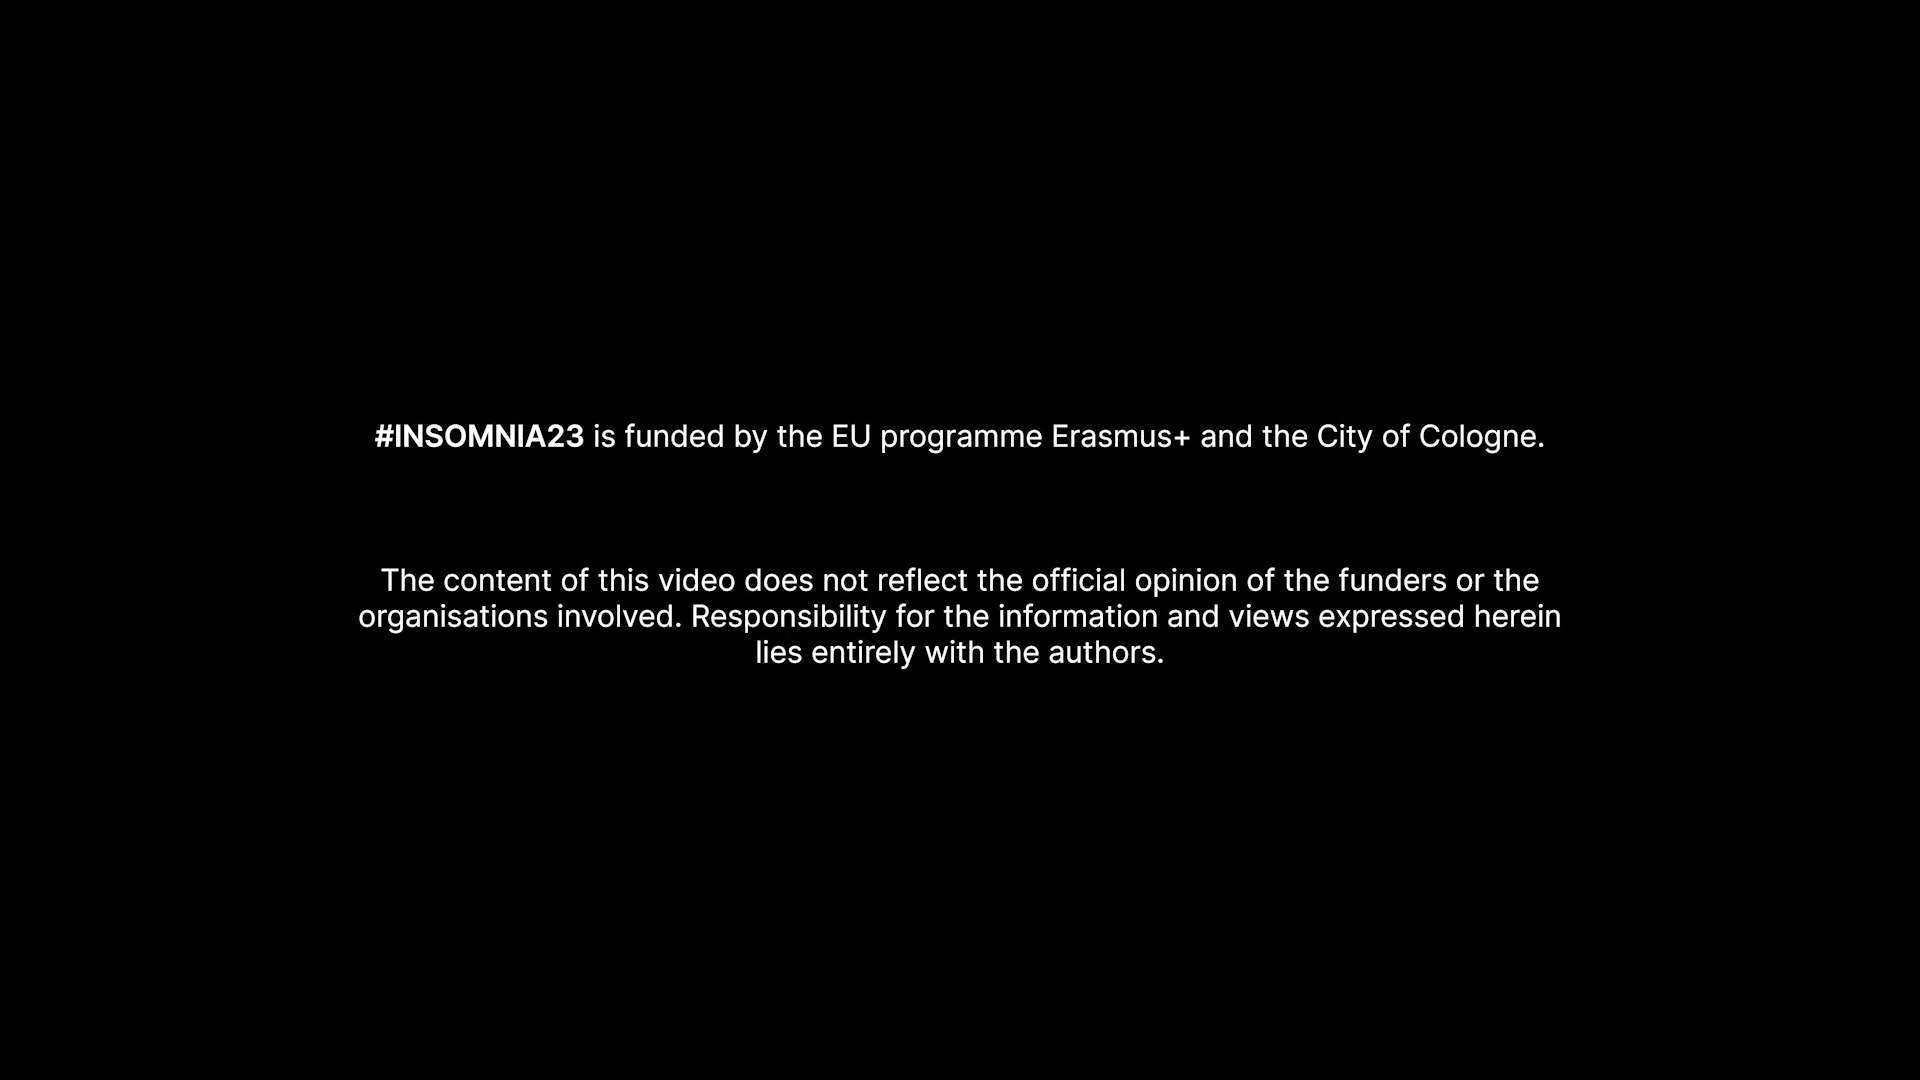 #INSOMNIA23 is funded by the EU programme Erasmus+ and the City of Cologne.
The content of this video does not reflect the official opinion of the funders or the
organisations involved. Responsibility for the information and views expressed herein
lies entirely with the authors.